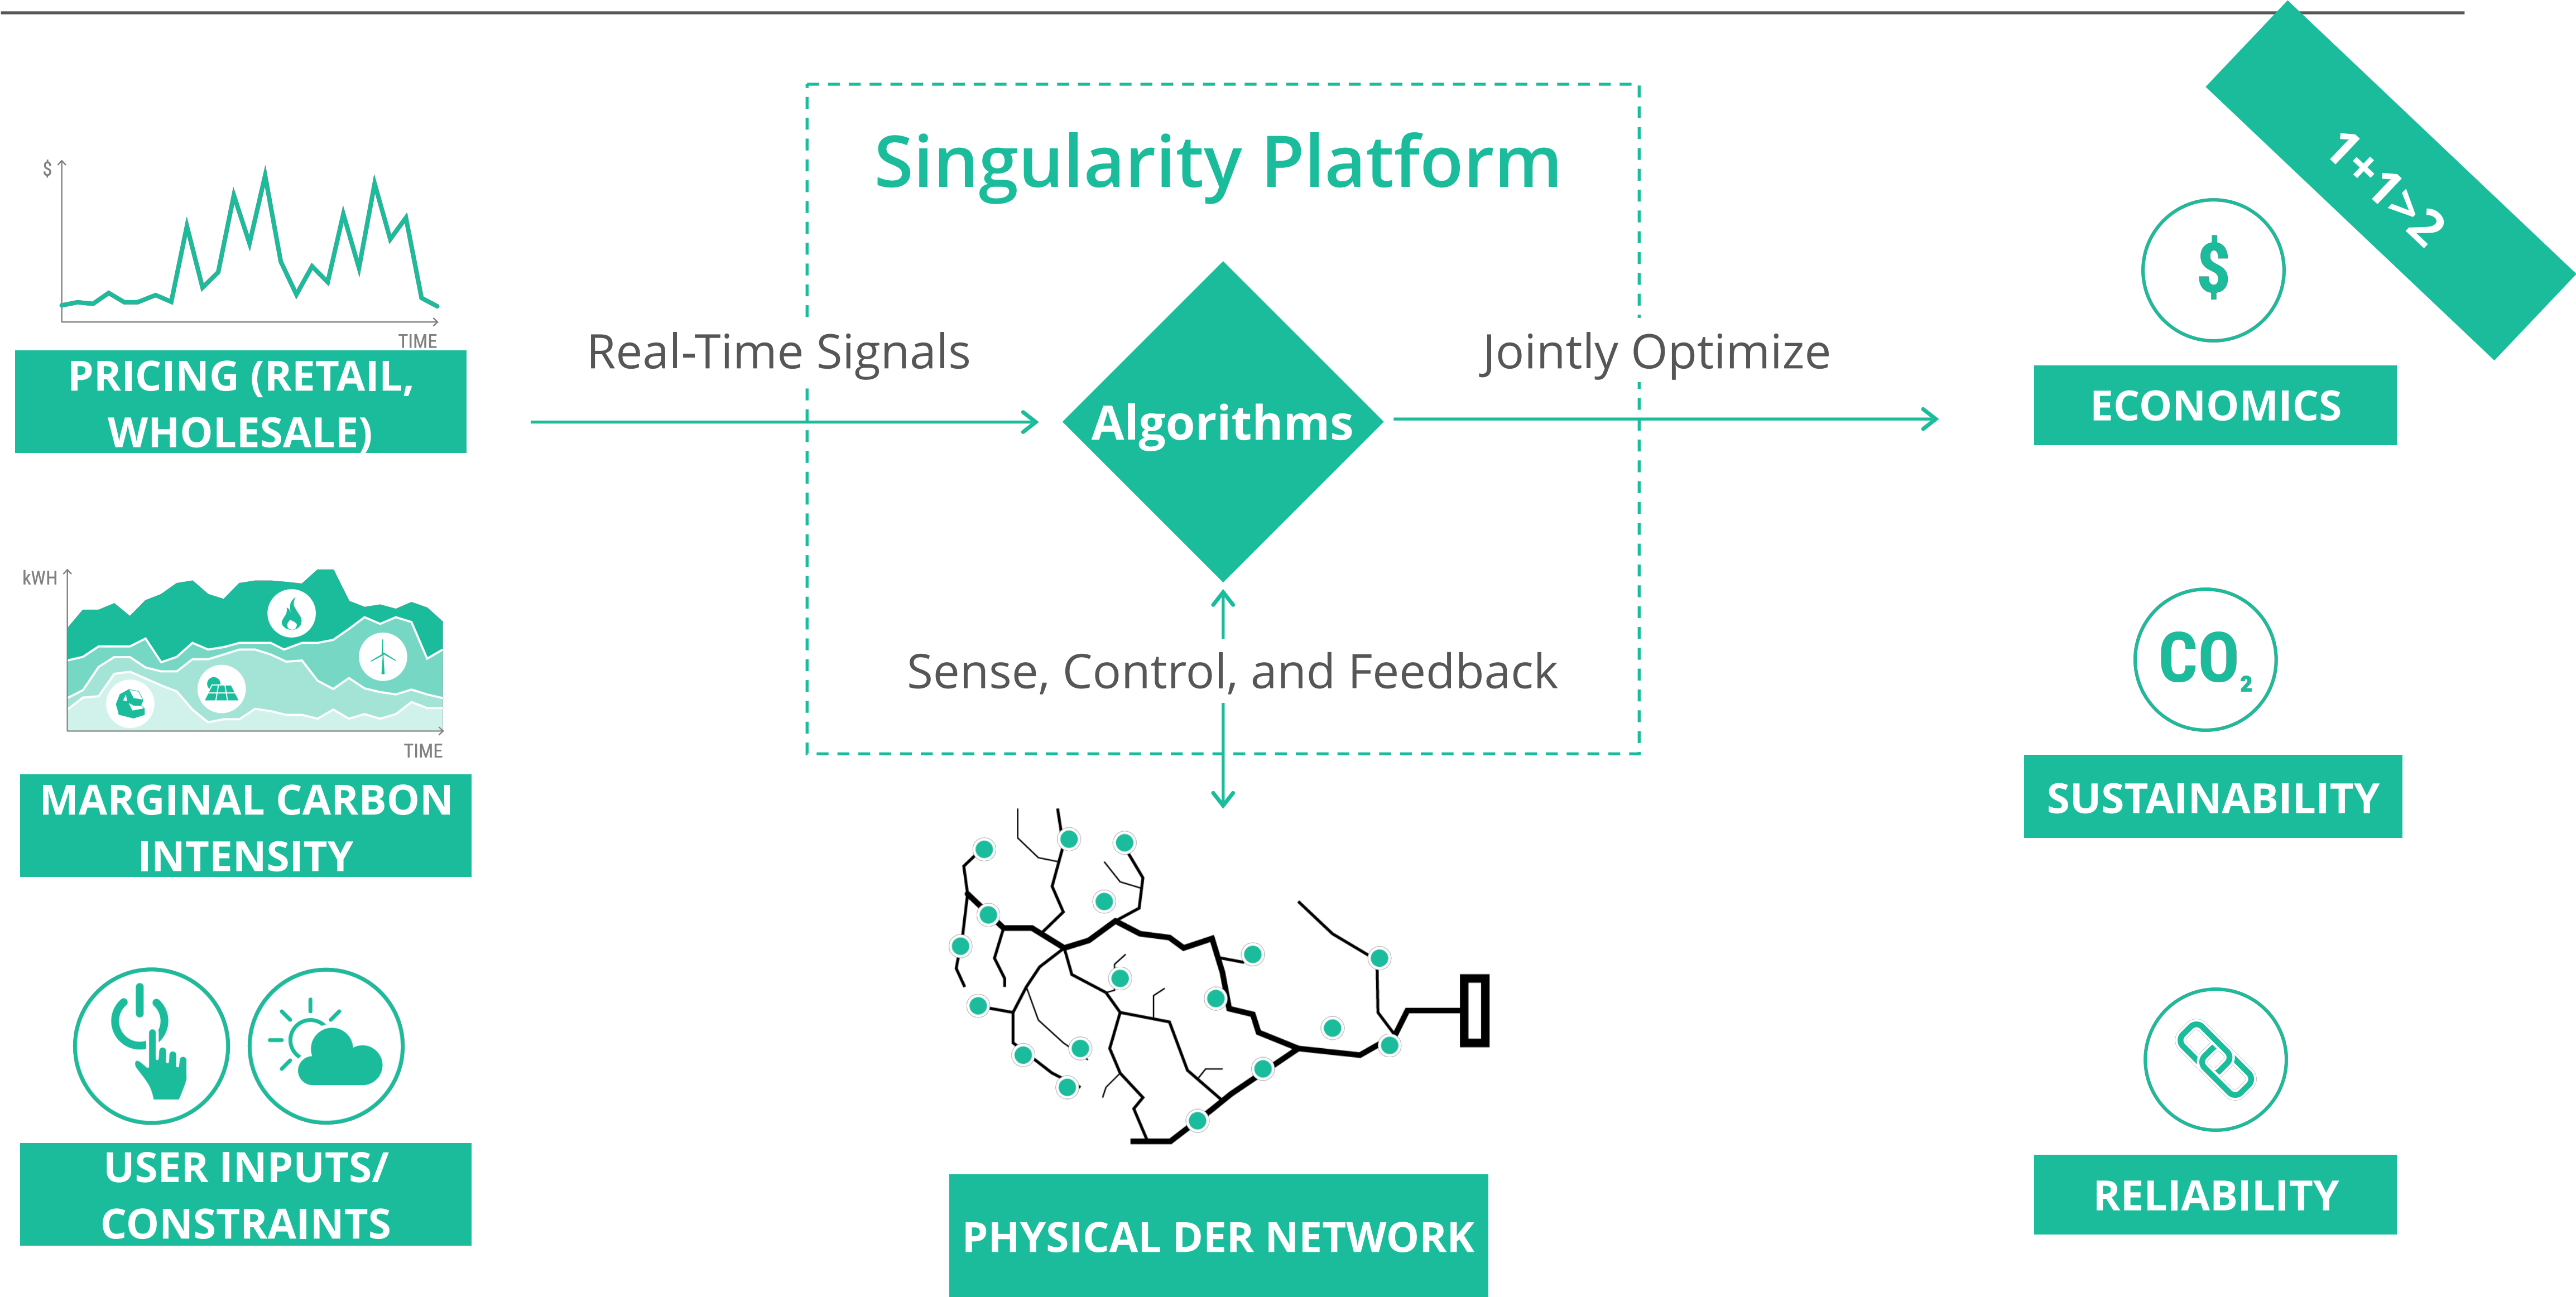 1+1>2
Singularity Platform
$
TIME
PRICING (RETAIL,
WHOLESALE)
Real-Time Signals
Algorithms
Jointly Optimize
$
ECONOMICS
kWH
TIME
MARGINAL CARBON
INTENSITY
Sense, Control, and Feedback
CO₂
SUSTAINABILITY
USER INPUTS/
CONSTRAINTS
PHYSICAL DER NETWORK
RELIABILITY